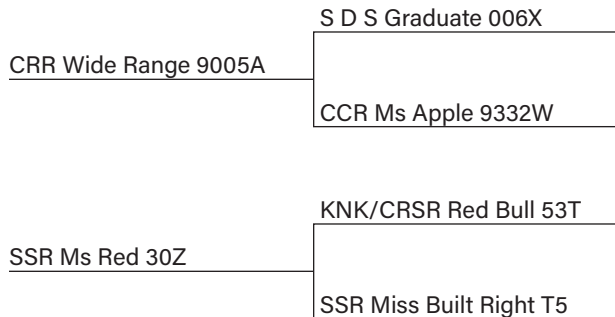 S D S Graduate 006X
CRR Wide Range 9005A
CCR Ms Apple 9332W
KNK/CRSR Red Bull 53T
SSR Ms Red 30Z
SSR Miss Built Right T5